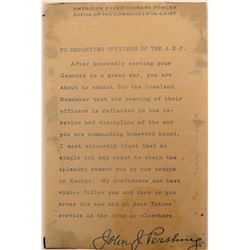 AMERICAN EXPEDITIONARY FORCES
OFFICE OF THE COMMANDER-IN-CHIEF
TO DEPARTING OFFICERS OF THE A.E.F.
After honorably serving your
Country in a great war, you are
about to embark for the homeland.
Remember that the bearing of their
officers is reflected in the be-
havior and discipline of the men
you are commanding homeward bound.
I most sincerely trust that no
single act may occur to stain the
splendid record won by our troops
in Europe. My confidence and best
wishes follow you and them as you
cross the sea and in your future
service in the Army or elsewhere
John J. Pershing